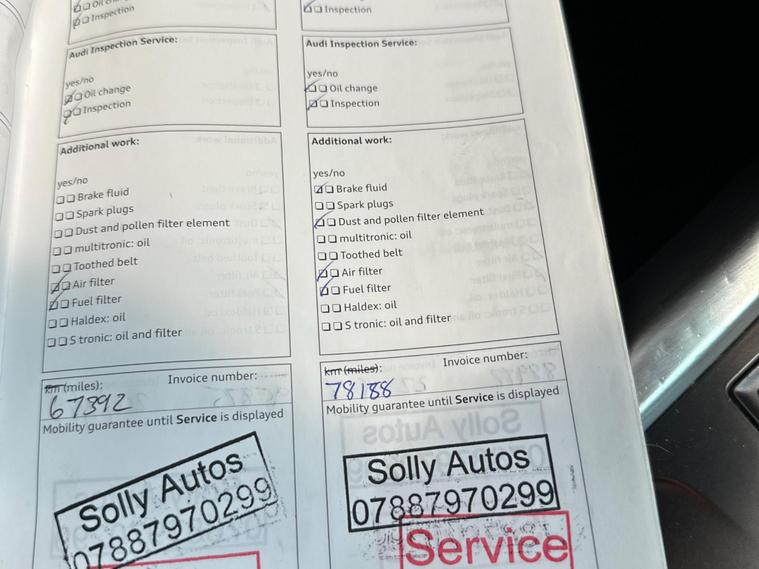 Inspection
Audi Inspection Service:
yes/no
Oil change
Inspection
Additional work:
yes/no
Brake fluid
Spark plugs
Dust and pollen filter element
multitronic: oil
Toothed belt
Air filter
Fuel filter
Haldex: oil
S tronic: oil and filter
km (miles): Invoice number:
67392
Mobility guarantee until Service is displayed
Solly Autos
07887970299
Inspection
Audi Inspection Service:
yes/no
Oil change
Inspection
Additional work:
yes/no
Brake fluid
Spark plugs
Dust and pollen filter element
multitronic: oil
Toothed belt
Air filter
Fuel filter
Haldex: oil
S tronic: oil and filter
km (miles): Invoice number:
78188
Mobility guarantee until Service is displayed
Solly Autos
07887970299
Service